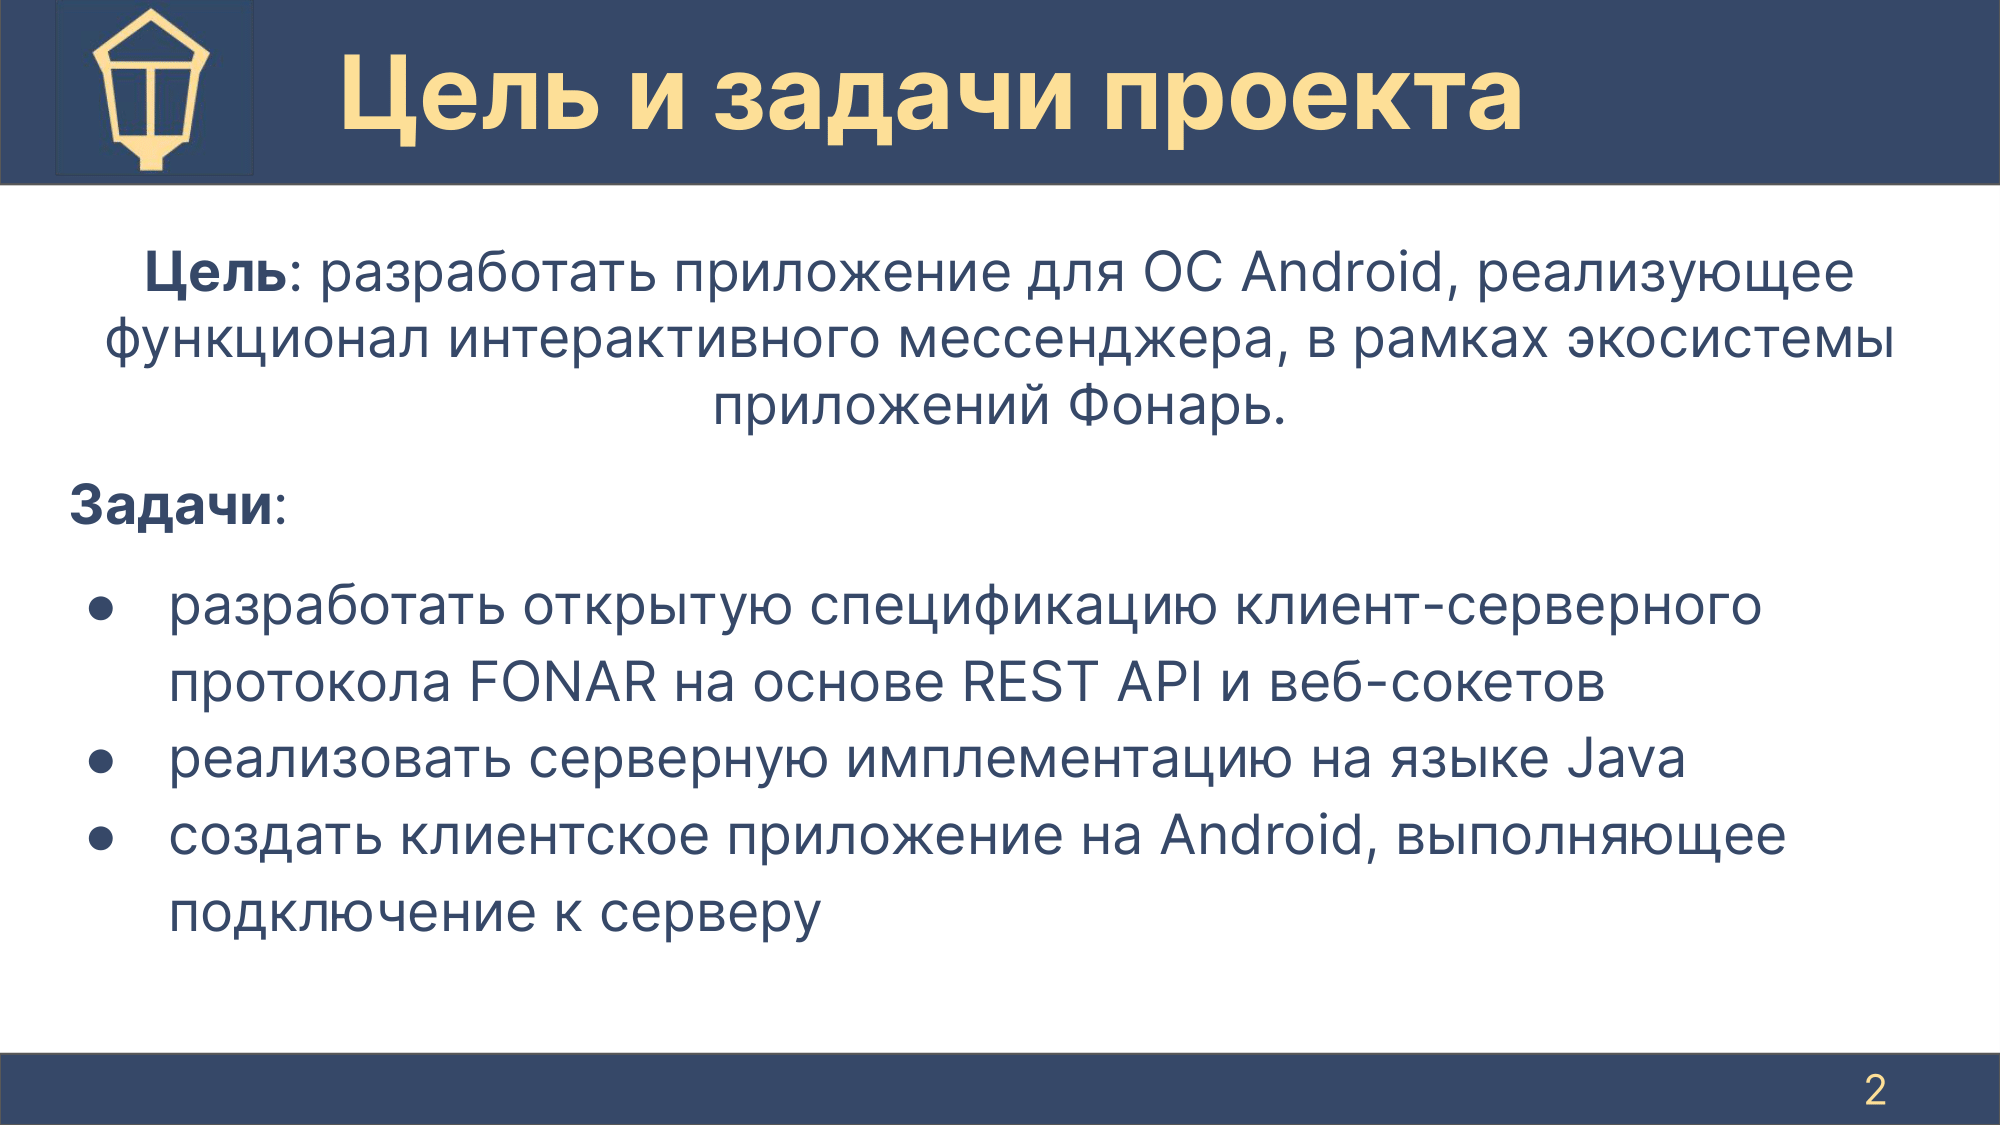 Цель и задачи проекта
Цель: разработать приложение для ОС Android, реализующее
функционал интерактивного мессенджера, в рамках экосистемы
приложений Фонарь.
Задачи:
● разработать открытую спецификацию клиент-серверного
протокола FONAR на основе REST API и веб-сокетов
● реализовать серверную имплементацию на языке Java
● создать клиентское приложение на Android, выполняющее
подключение к серверу
2